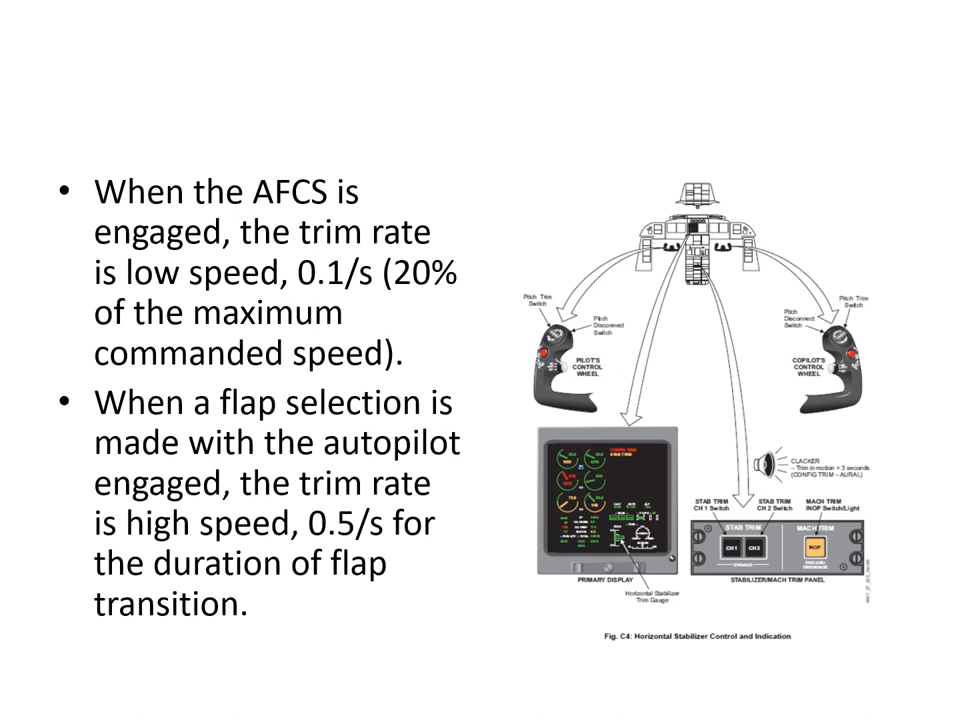 • When the AFCS is
engaged, the trim rate
is low speed, 0.1/s (20%
of the maximum
commanded speed).
• When a flap selection is
made with the autopilot
engaged, the trim rate
is high speed, 0.5/s for
the duration of flap
transition.
Pitch Trim
Switch
Pitch
Disconnect
Switch
PILOT'S
CONTROL
WHEEL
Pitch Trim
Switch
Pitch
Disconnect
Switch
COPILOT'S
CONTROL
WHEEL
CLACKER
– Trim in motion > 3 seconds
(CONFIG TRIM – AURAL)
STAB TRIM
CH 1 Switch
STAB TRIM
CH 2 Switch
MACH TRIM
INOP Switch/Light
STAB TRIM
MACH TRIM
CH1
CH2
INOP
ENGAGE
ENGAGE/
DISENGAGE
PRIMARY DISPLAY
STABILIZER/MACH TRIM PANEL
Horizontal Stabilizer
Trim Gauge
Fig. C4: Horizontal Stabilizer Control and Indication